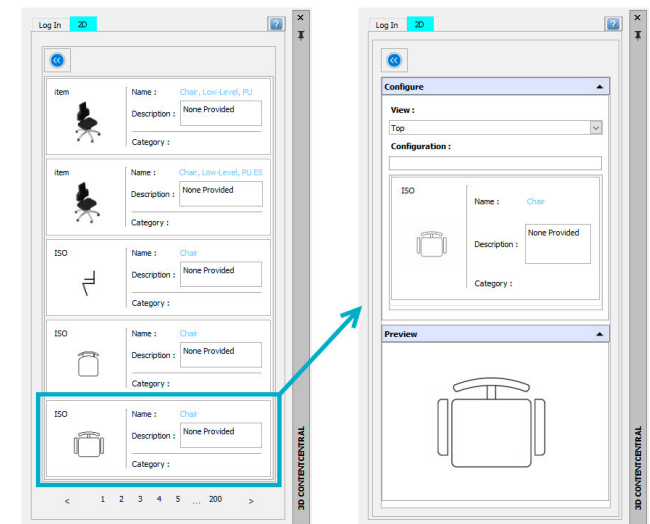 Log In 2D ?
item
Name : Chair, Low-Level, PU
Description : None Provided
Category :
item
Name : Chair, Low-Level, PU ES
Description : None Provided
Category :
ISO
Name : Chair
Description : None Provided
Category :
ISO
Name : Chair
Description : None Provided
Category :
ISO
Name : Chair
Description : None Provided
Category :
< 1 2 3 4 5 ... 200 >
3D CONTENTCENTRAL
Log In 2D ?
Configure
View :
Top
Configuration :
ISO
Name : Chair
Description : None Provided
Category :
Preview
3D CONTENTCENTRAL